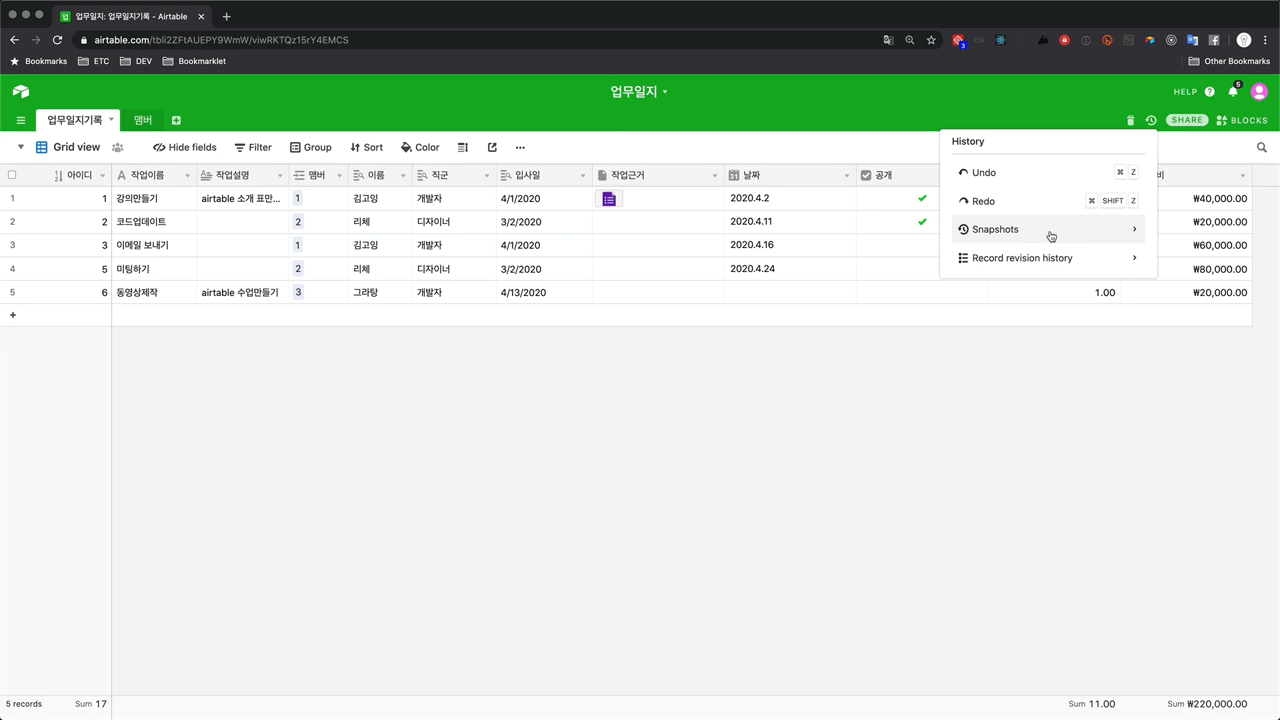 업무일지: 업무일지기록 - Airtable
airtable.com/tbli2ZFtAUEPY9WmW/viwRKTQz15rY4EMCS
3
Bookmarks ETC DEV Bookmarklet Other Bookmarks
업무일지
HELP 5
업무일지기록 맴버 SHARE BLOCKS
Grid view Hide fields Filter Group Sort Color
History
Undo ⌘ Z
Redo ⌘ SHIFT Z
Snapshots
Record revision history
아이디 작업이름 작업설명 맴버 이름 직군 입사일 작업근거 날짜 공개 비
1 1 강의만들기 airtable 소개 표만... 1 김고잉 개발자 4/1/2020 2020.4.2 ₩40,000.00
2 2 코드업데이트 2 리체 디자이너 3/2/2020 2020.4.11 ₩20,000.00
3 3 이메일 보내기 1 김고잉 개발자 4/1/2020 2020.4.16 ₩60,000.00
4 5 미팅하기 2 리체 디자이너 3/2/2020 2020.4.24 ₩80,000.00
5 6 동영상제작 airtable 수업만들기 3 그라탕 개발자 4/13/2020 1.00 ₩20,000.00
5 records Sum 17 Sum 11.00 Sum ₩220,000.00